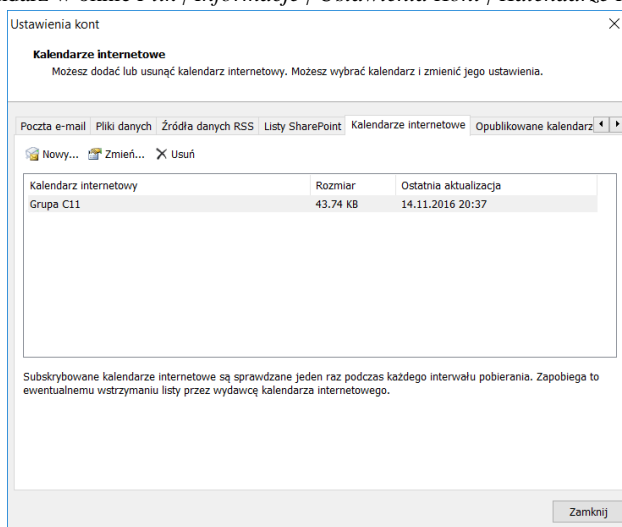 Ustawienia kont
Kalendarze internetowe
Możesz dodać lub usunąć kalendarz internetowy. Możesz wybrać kalendarz i zmienić jego ustawienia.
Poczta e-mail Pliki danych Źródła danych RSS Listy SharePoint Kalendarze internetowe Opublikowane kalendarz
Nowy... Zmień... Usuń
Kalendarz internetowy Rozmiar Ostatnia aktualizacja
Grupa C11 43.74 KB 14.11.2016 20:37
Subskrybowane kalendarze internetowe są sprawdzane jeden raz podczas każdego interwału pobierania. Zapobiega to
ewentualnemu wstrzymaniu listy przez wydawcę kalendarza internetowego.
Zamknij